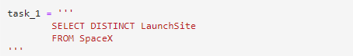 task_1 = '''
SELECT DISTINCT LaunchSite
FROM SpaceX
'''